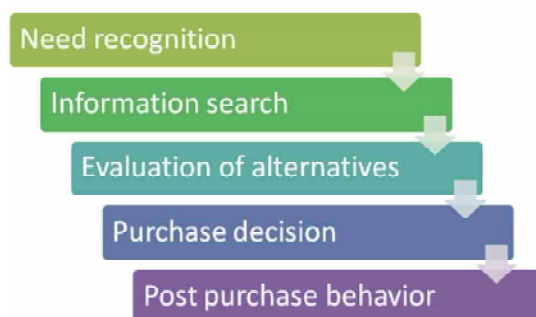 Need recognition
Information search
Evaluation of alternatives
Purchase decision
Post purchase behavior